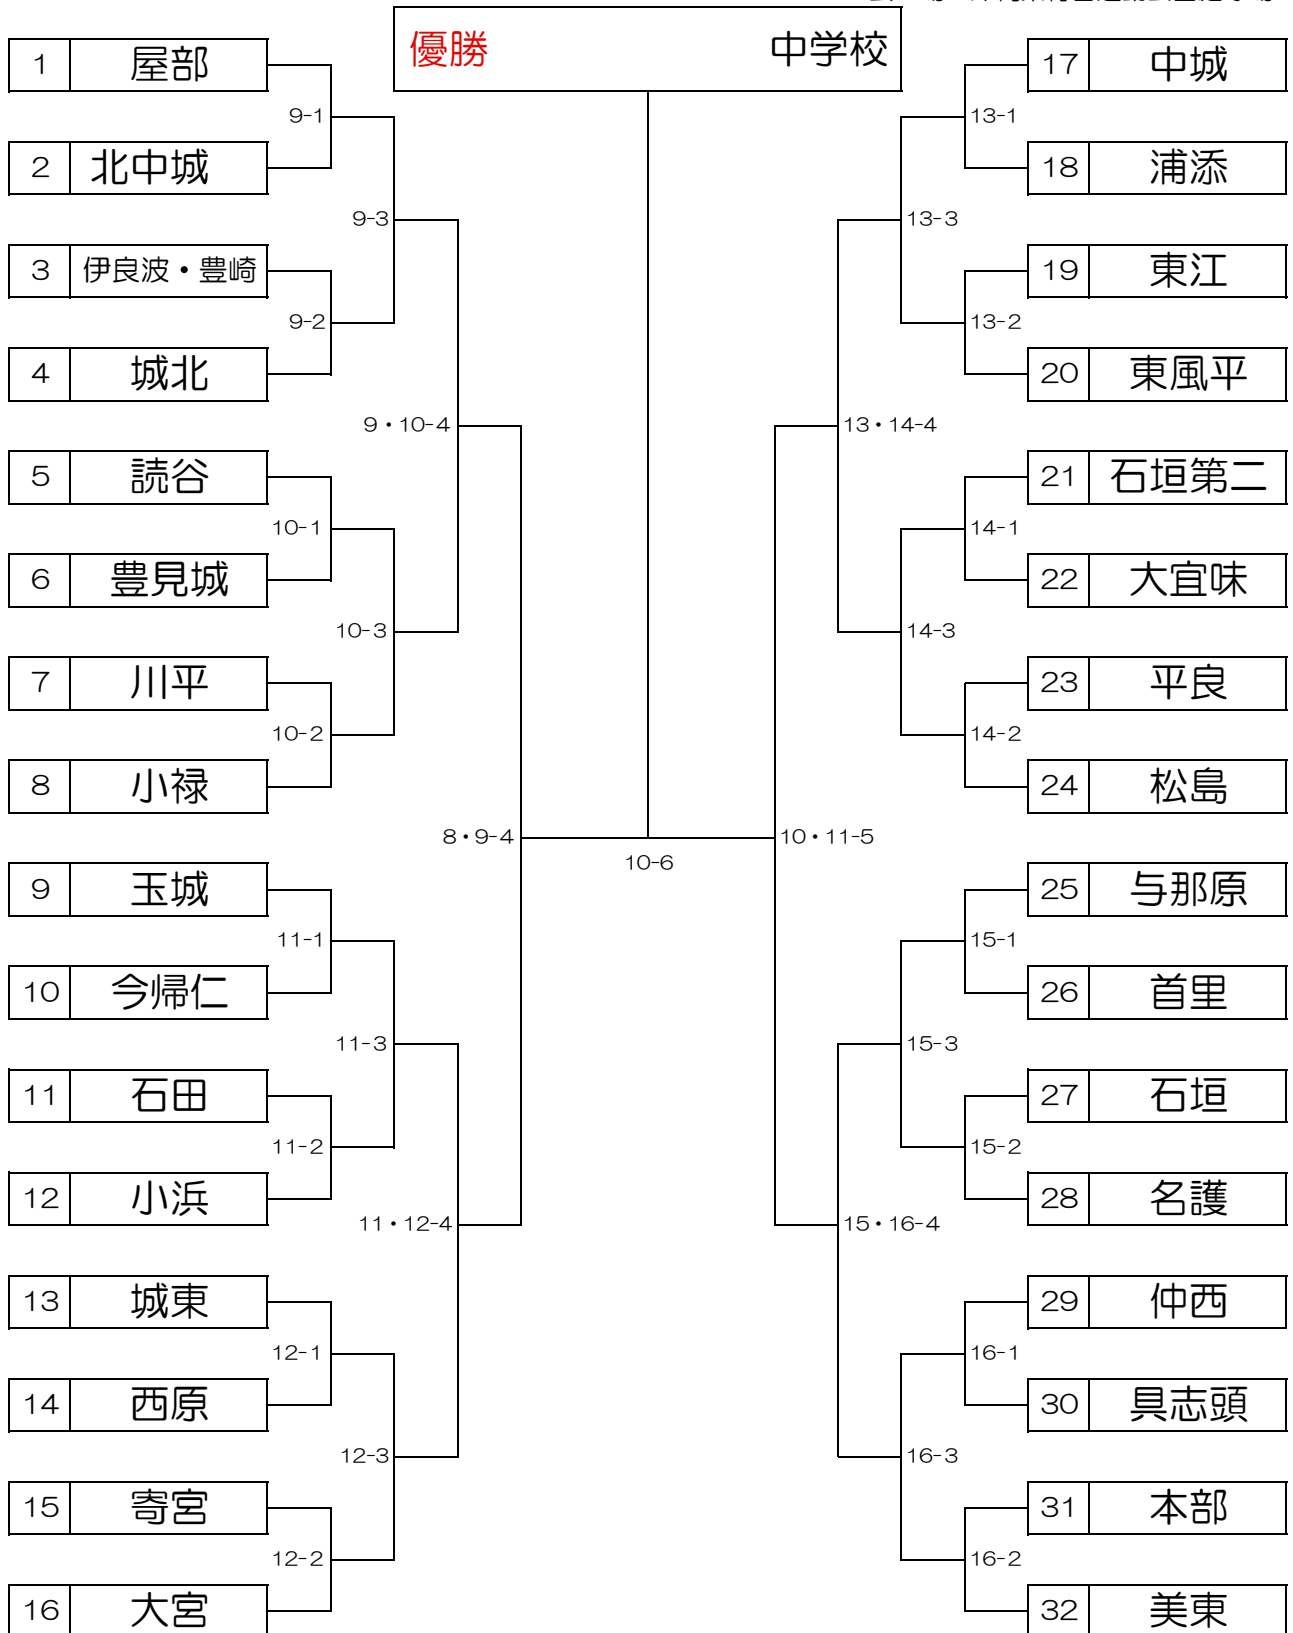 優勝 中学校
1 屋部
9-1
2 北中城
9-3
3 伊良波・豊崎
9-2
4 城北
9・10-4
5 読谷
10-1
6 豊見城
10-3
7 川平
10-2
8 小禄
8・9-4
9 玉城
11-1
10 今帰仁
11-3
11 石田
11-2
12 小浜
11・12-4
13 城東
12-1
14 西原
12-3
15 寄宮
12-2
16 大宮
10-6
17 中城
13-1
18 浦添
13-3
19 東江
13-2
20 東風平
13・14-4
21 石垣第二
14-1
22 大宜味
14-3
23 平良
14-2
24 松島
10・11-5
25 与那原
15-1
26 首里
15-3
27 石垣
15-2
28 名護
15・16-4
29 仲西
16-1
30 具志頭
16-3
31 本部
16-2
32 美東